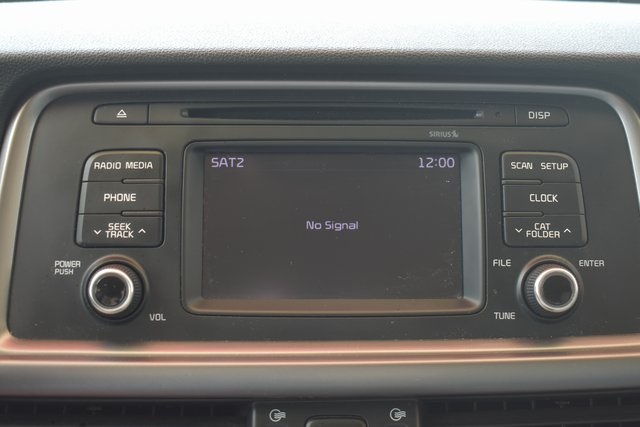 DISP
SIRIUS
RADIO MEDIA
SAT2 12:00
SCAN SETUP
PHONE
CLOCK
No Signal
SEEK
TRACK
CAT
FOLDER
POWER
PUSH
VOL
FILE
ENTER
TUNE